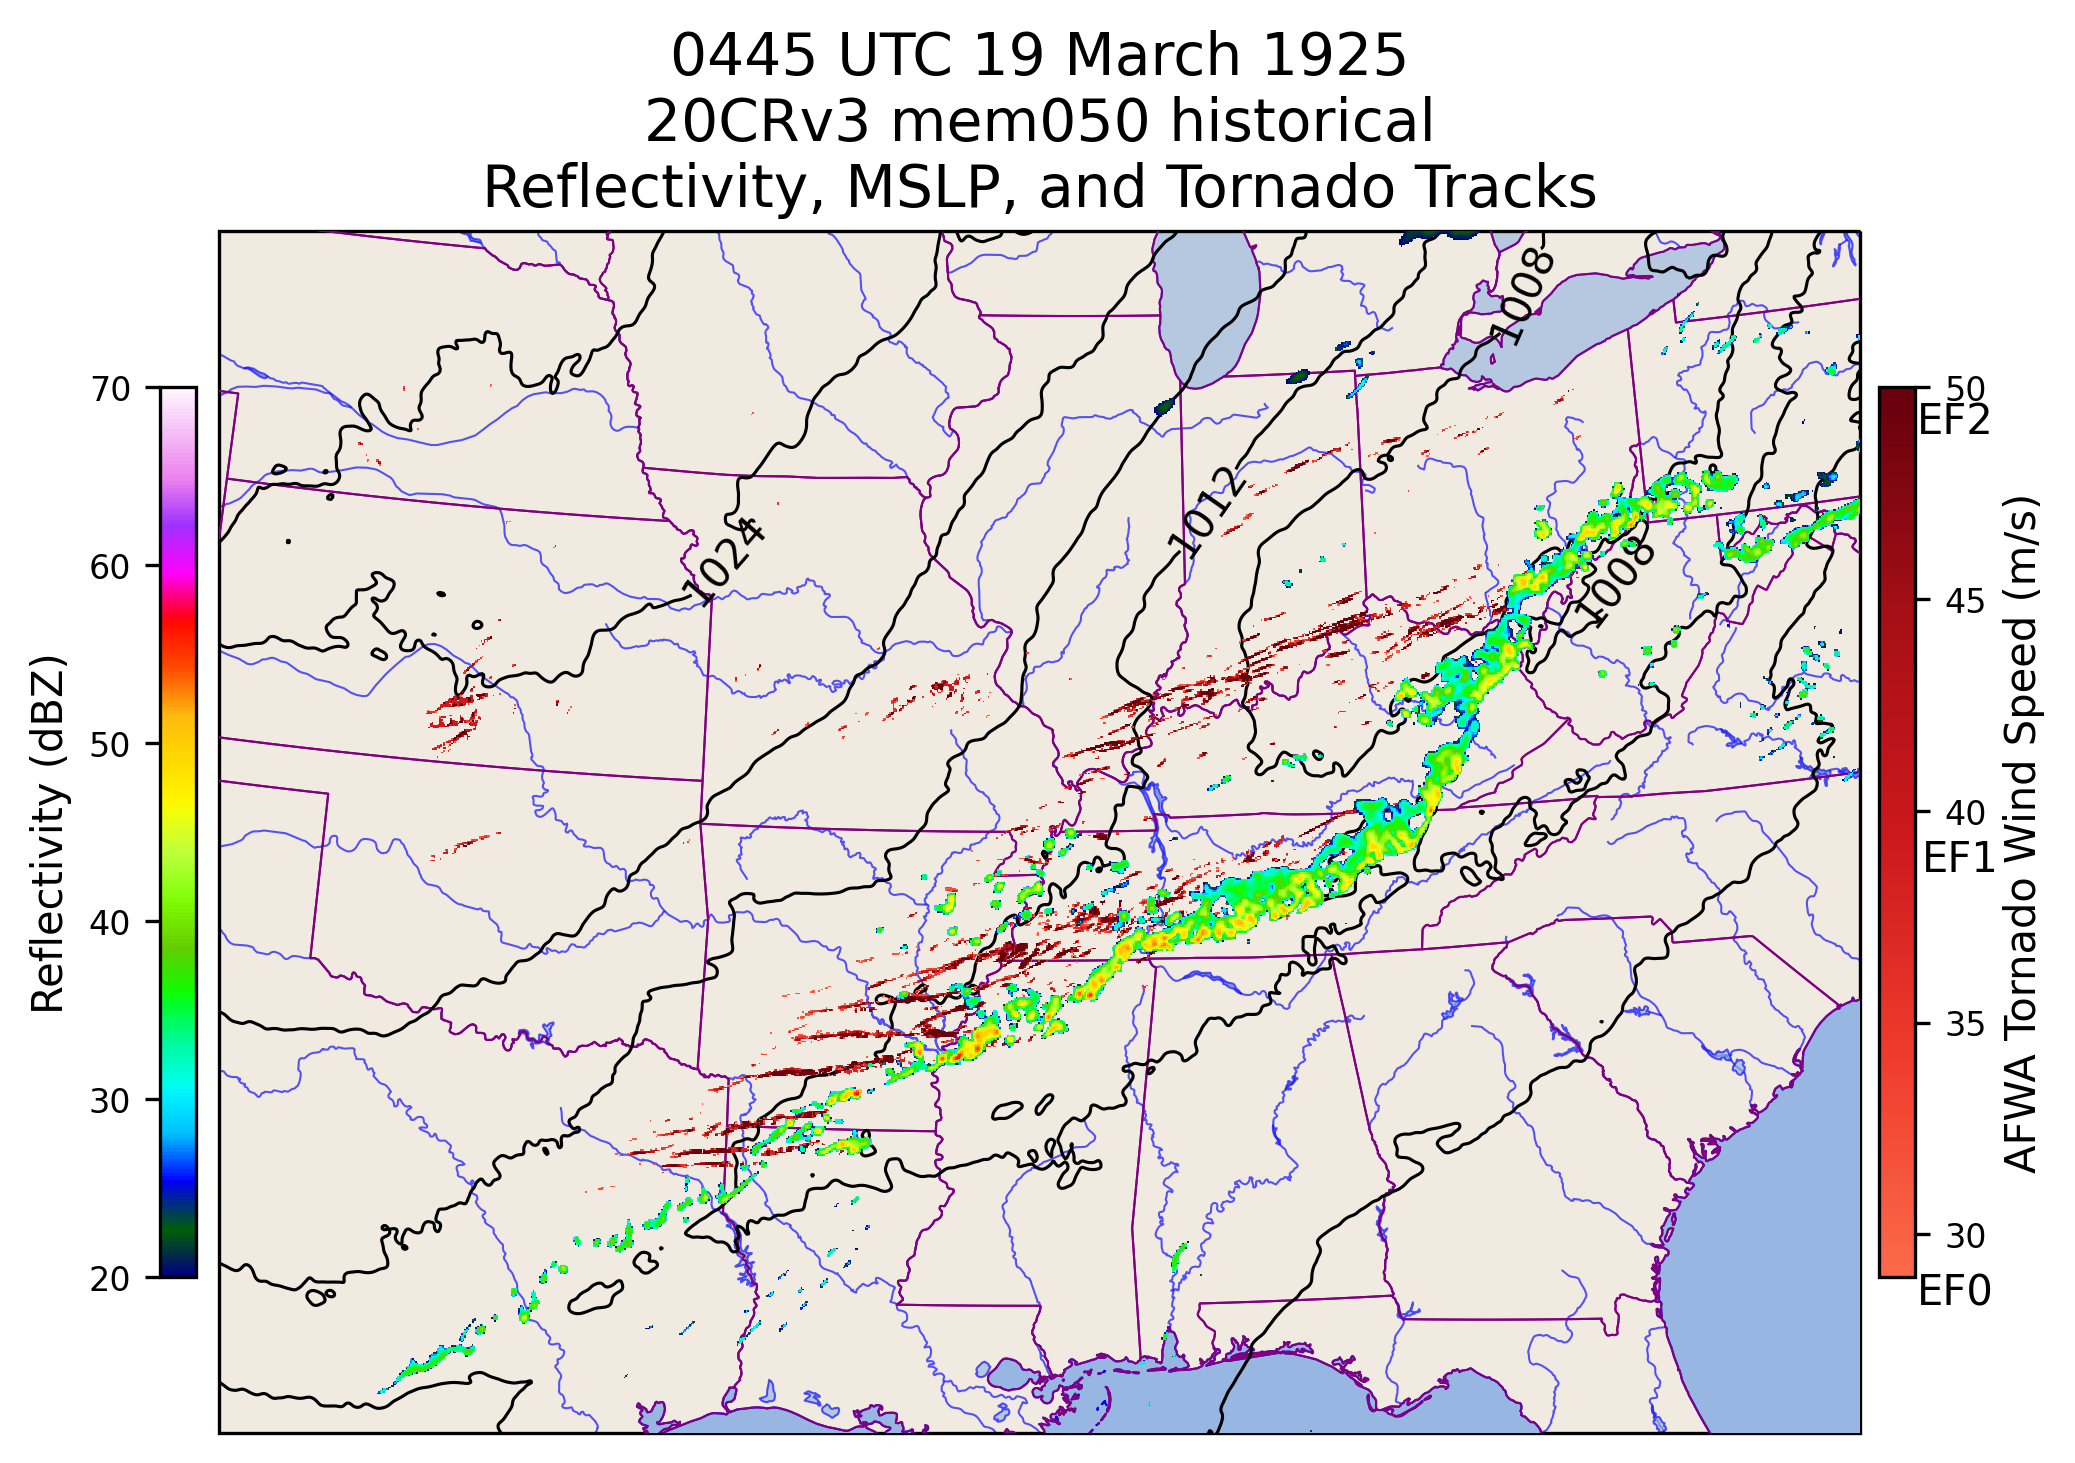 0445 UTC 19 March 1925
20CRv3 mem050 historical
Reflectivity, MSLP, and Tornado Tracks
Reflectivity (dBZ)
70
60
50
40
30
20
1008
1012
1024
1008
50
EF2
45
40
EF1
35
30
EF0
AFWA Tornado Wind Speed (m/s)